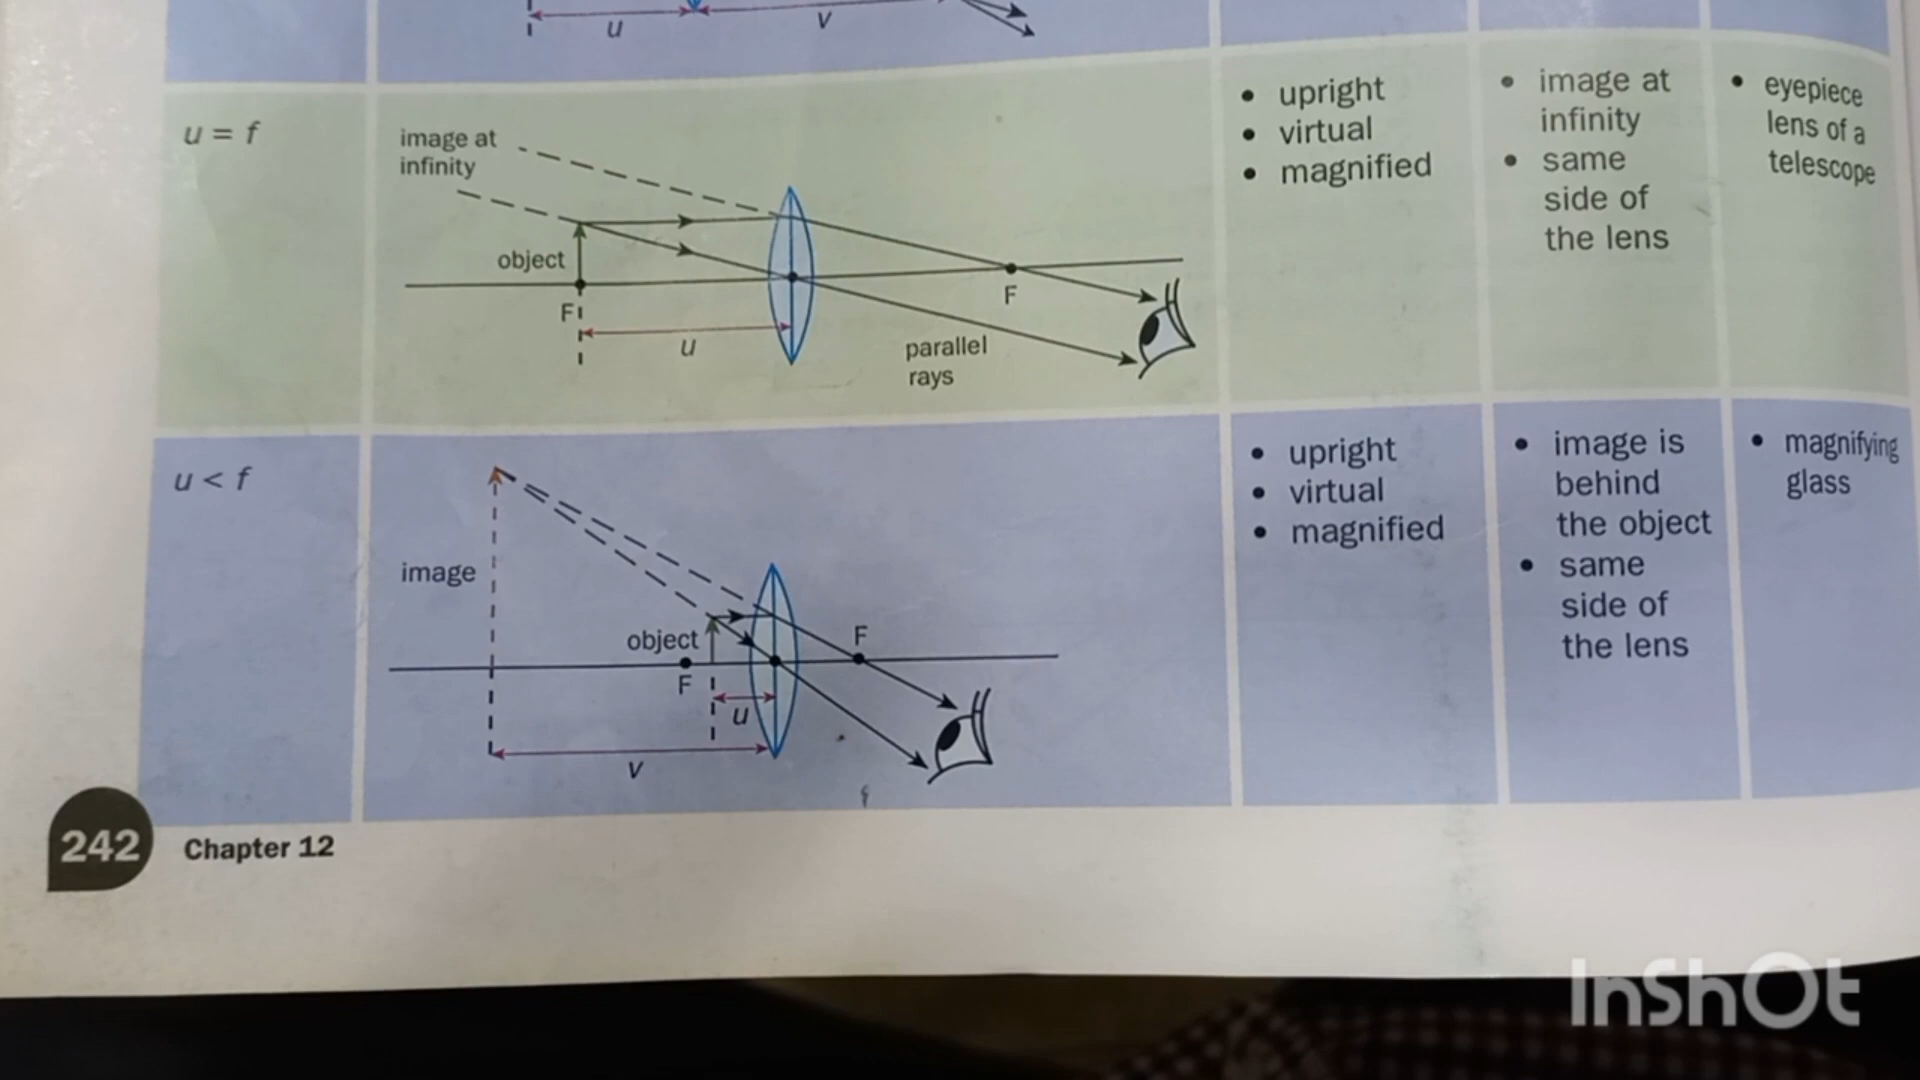 u
v
u = f
image at
infinity
object
F
u
F
parallel
rays
• upright
• virtual
• magnified
• image at
infinity
• same
side of
the lens
• eyepiece
lens of a
telescope
u < f
image
object
F
u
v
F
• upright
• virtual
• magnified
• image is
behind
the object
• same
side of
the lens
• magnifying
glass
242
Chapter 12
InShOt